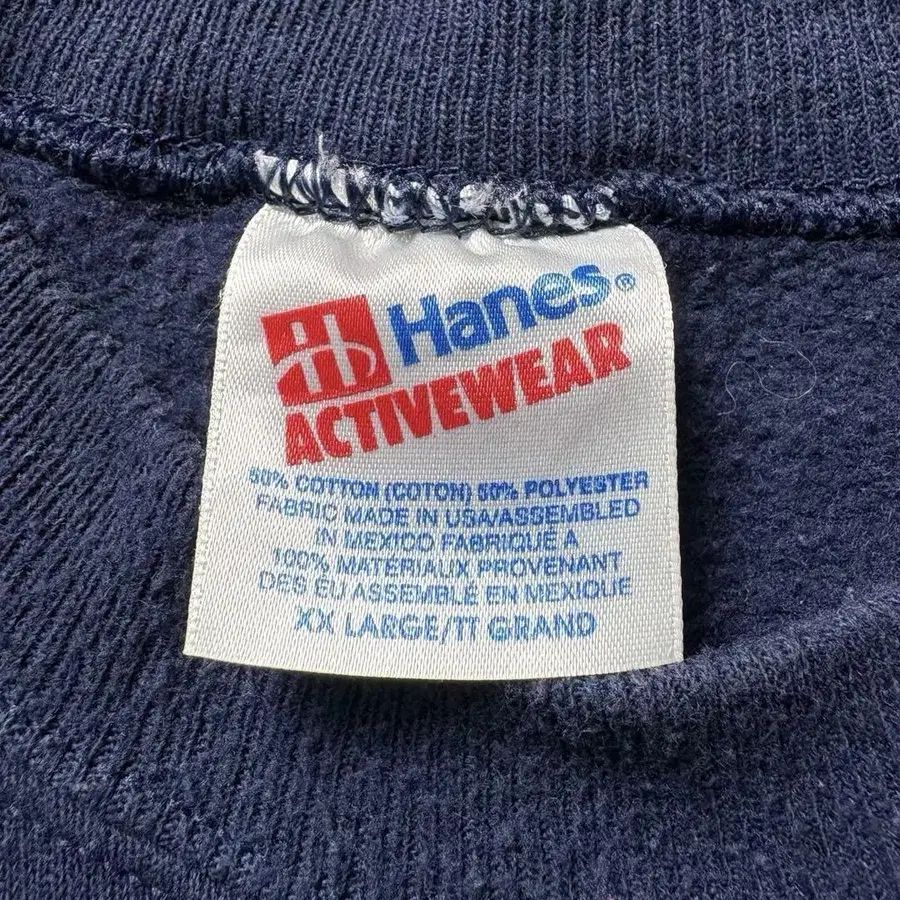 Hanes®
ACTIVEWEAR
50% COTTON (COTON) 50% POLYESTER
FABRIC MADE IN USA/ASSEMBLED
IN MEXICO FABRIQUÉ À
100% MATERIAUX PROVENANT
DES EU ASSEMBLÉ EN MEXIQUE
XX LARGE/TT GRAND